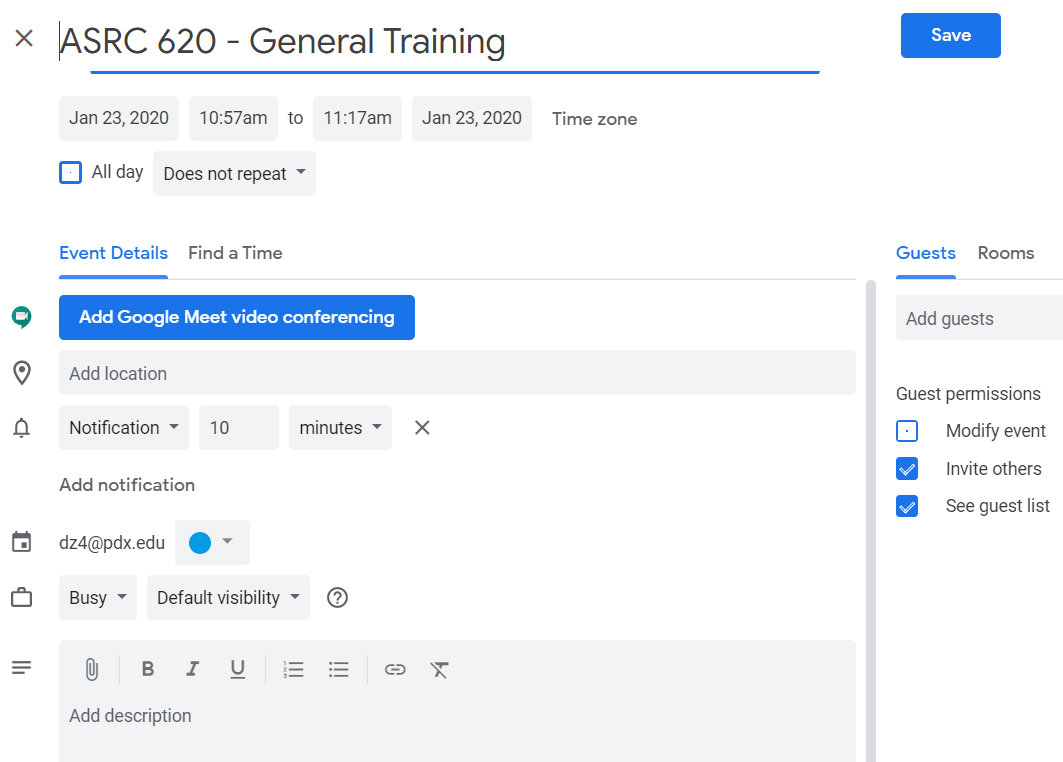 ASRC 620 - General Training
Save
Jan 23, 2020 10:57am to 11:17am Jan 23, 2020 Time zone
All day Does not repeat
Event Details Find a Time
Guests Rooms
Add Google Meet video conferencing
Add guests
Add location
Guest permissions
Notification 10 minutes
Modify event
Invite others
Add notification
See guest list
dz4@pdx.edu
Busy Default visibility
B I U
Add description